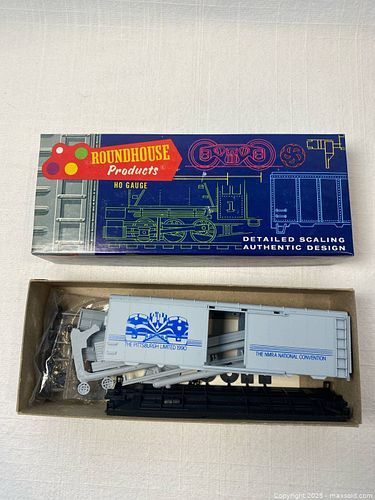 ROUNDHOUSE
Products
HO GAUGE
1
DETAILED SCALING
AUTHENTIC DESIGN
THE PITTSBURGH LIMITED 1990
THE NMRA NATIONAL CONVENTION
Copyright 2025 - maxsold.com